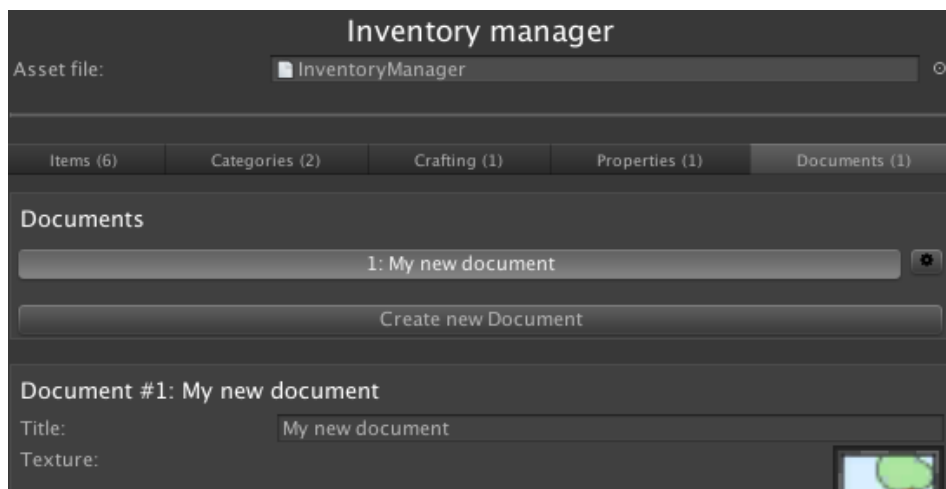 Inventory manager
Asset file: InventoryManager
Items (6) Categories (2) Crafting (1) Properties (1) Documents (1)
Documents
1: My new document
Create new Document
Document #1: My new document
Title: My new document
Texture: